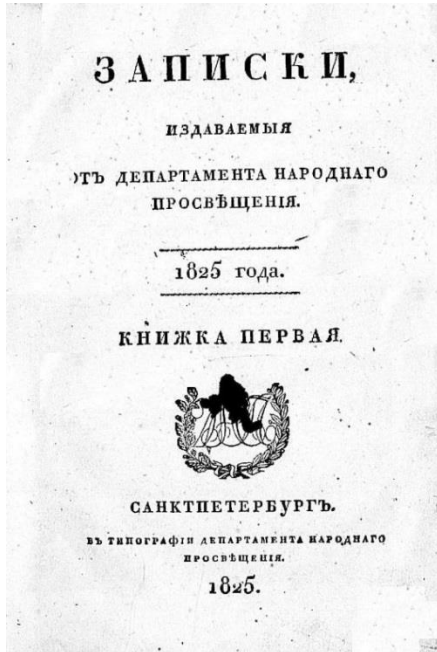 ЗАПИСКИ,
ИЗДАВАЕМЫЯ
ОТЪ ДЕПАРТАМЕНТА НАРОДНАГО
ПРОСВѢЩЕНІЯ.
1825 года.
КНИЖКА ПЕРВАЯ.
САНКТПЕТЕРБУРГЪ.
ВЪ ТИПОГРАФІИ ДЕПАРТАМЕНТА НАРОДНАГО
ПРОСВѢЩЕНІЯ.
1825.